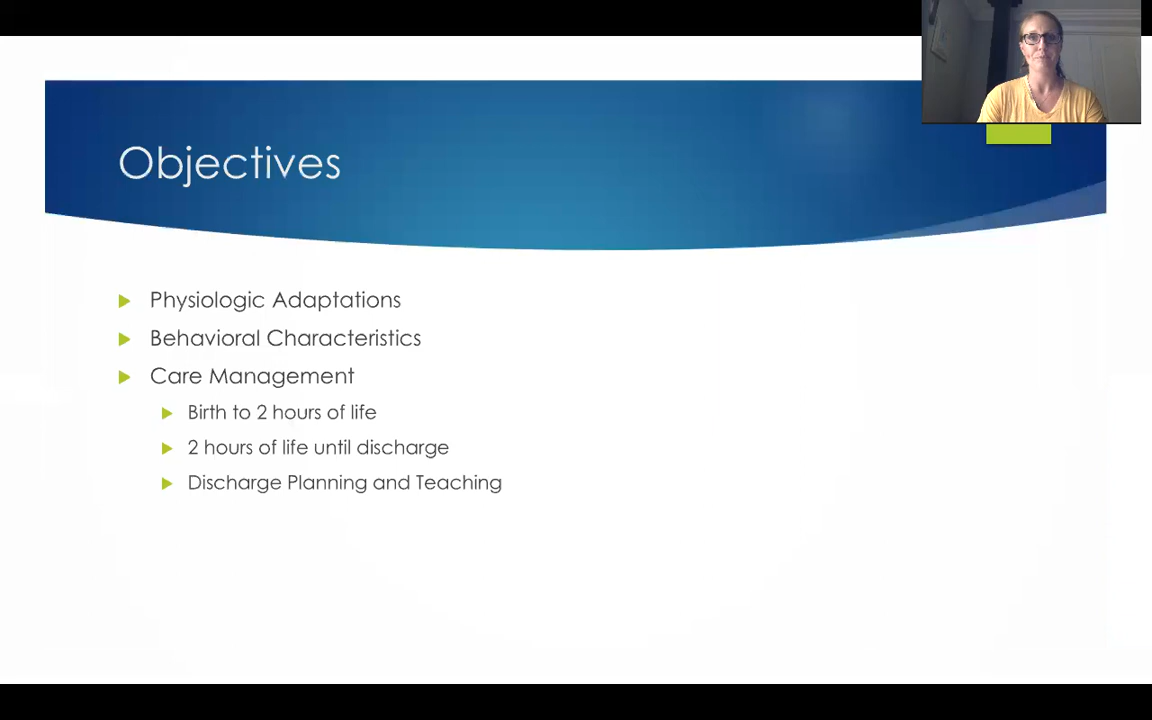 Objectives
Physiologic Adaptations
Behavioral Characteristics
Care Management
Birth to 2 hours of life
2 hours of life until discharge
Discharge Planning and Teaching